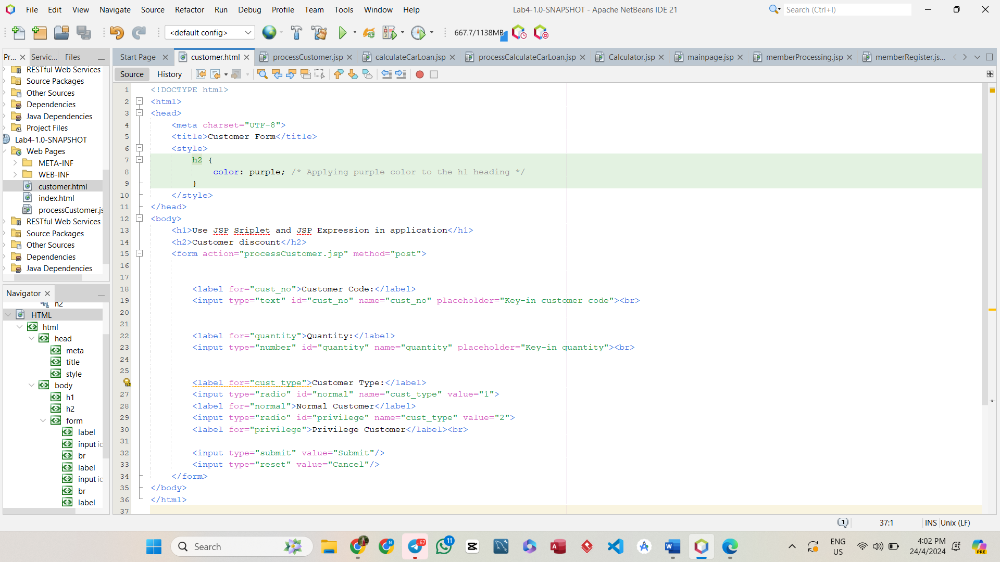 File Edit View Navigate Source Refactor Run Debug Profile Team Tools Window Help
Lab4-1.0-SNAPSHOT - Apache NetBeans IDE 21
Search (Ctrl+I)
<default config>
667.7/1138MB
Pr... Servic... Files
RESTful Web Services
Source Packages
Other Sources
Dependencies
Java Dependencies
Project Files
Lab4-1.0-SNAPSHOT
Web Pages
META-INF
WEB-INF
customer.html
index.html
processCustomer.js
RESTful Web Services
Source Packages
Other Sources
Dependencies
Java Dependencies
Navigator
h2
HTML
html
head
meta
title
style
body
h1
h2
form
label
input id
br
label
input id
br
label
Start Page customer.html processCustomer.jsp calculateCarLoan.jsp processCalculateCarLoan.jsp Calculator.jsp mainpage.jsp memberProcessing.jsp memberRegister.js...
Source History
1 <!DOCTYPE html>
2 <html>
3 <head>
4 <meta charset="UTF-8">
5 <title>Customer Form</title>
6 <style>
7 h2 {
8 color: purple; /* Applying purple color to the h1 heading */
9 }
10 </style>
11 </head>
12 <body>
13 <h1>Use JSP Sriplet and JSP Expression in application</h1>
14 <h2>Customer discount</h2>
15 <form action="processCustomer.jsp" method="post">
16
17
18 <label for="cust_no">Customer Code:</label>
19 <input type="text" id="cust_no" name="cust_no" placeholder="Key-in customer code"><br>
20
21
22 <label for="quantity">Quantity:</label>
23 <input type="number" id="quantity" name="quantity" placeholder="Key-in quantity"><br>
24
25
<label for="cust_type">Customer Type:</label>
27 <input type="radio" id="normal" name="cust_type" value="1">
28 <label for="normal">Normal Customer</label>
29 <input type="radio" id="privilege" name="cust_type" value="2">
30 <label for="privilege">Privilege Customer</label><br>
31
32 <input type="submit" value="Submit"/>
33 <input type="reset" value="Cancel"/>
34 </form>
35 </body>
36 </html>
37
1 37:1 INS Unix (LF)
Search
..67
11
ENG
US
4:02 PM
24/4/2024
PRE